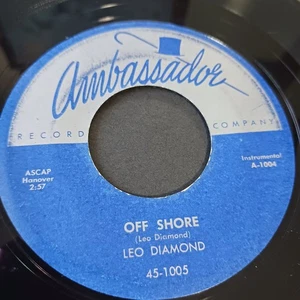 Ambassador
RECORD COMPANY
ASCAP
Hanover
2:57
Instrumental
A-1004
OFF SHORE
(Leo Diamond)
LEO DIAMOND
45-1005